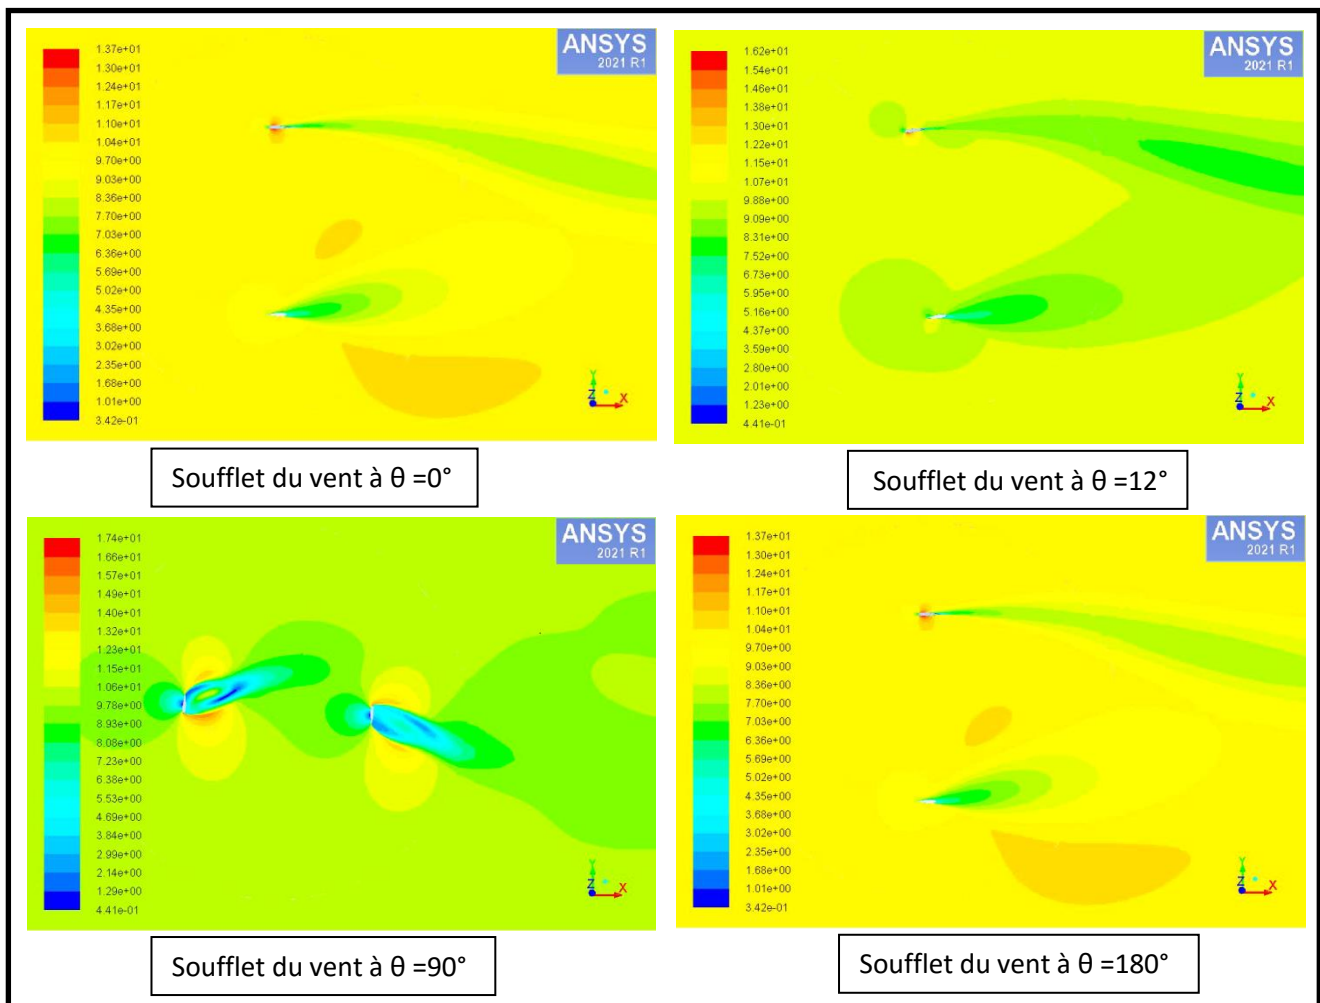 ANSYS
2021 R1
1.37e+01
1.30e+01
1.24e+01
1.17e+01
1.10e+01
1.04e+01
9.70e+00
9.03e+00
8.36e+00
7.70e+00
7.03e+00
6.36e+00
5.69e+00
5.02e+00
4.35e+00
3.68e+00
3.02e+00
2.35e+00
1.68e+00
1.01e+00
3.42e-01
Y
Z
X
Soufflet du vent à θ =0°
ANSYS
2021 R1
1.62e+01
1.54e+01
1.46e+01
1.38e+01
1.30e+01
1.22e+01
1.15e+01
1.07e+01
9.88e+00
9.09e+00
8.31e+00
7.52e+00
6.73e+00
5.95e+00
5.16e+00
4.37e+00
3.59e+00
2.80e+00
2.01e+00
1.23e+00
4.41e-01
Y
Z
X
Soufflet du vent à θ =12°
ANSYS
2021 R1
1.74e+01
1.66e+01
1.57e+01
1.49e+01
1.40e+01
1.32e+01
1.23e+01
1.15e+01
1.06e+01
9.78e+00
8.93e+00
8.08e+00
7.23e+00
6.38e+00
5.53e+00
4.69e+00
3.84e+00
2.99e+00
2.14e+00
1.29e+00
4.41e-01
Y
Z
X
Soufflet du vent à θ =90°
ANSYS
2021 R1
1.37e+01
1.30e+01
1.24e+01
1.17e+01
1.10e+01
1.04e+01
9.70e+00
9.03e+00
8.36e+00
7.70e+00
7.03e+00
6.36e+00
5.69e+00
5.02e+00
4.35e+00
3.68e+00
3.02e+00
2.35e+00
1.68e+00
1.01e+00
3.42e-01
Y
Z
X
Soufflet du vent à θ =180°